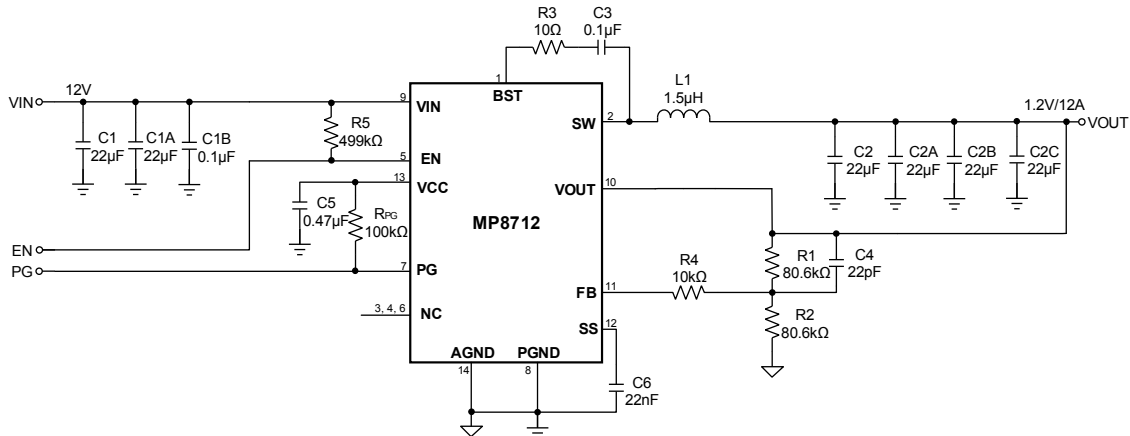 R3
10Ω
C3
0.1µF
1
BST
12V
VIN
9
VIN
SW
2
L1
1.5µH
1.2V/12A
VOUT
C1
22µF
C1A
22µF
C1B
0.1µF
R5
499kΩ
5
EN
13
VCC
C2
22µF
C2A
22µF
C2B
22µF
C2C
22µF
VOUT
10
MP8712
C5
0.47µF
RPG
100kΩ
EN
PG
7
PG
R1
80.6kΩ
C4
22pF
R4
10kΩ
FB
11
3, 4, 6
NC
SS
12
R2
80.6kΩ
AGND
14
PGND
8
C6
22nF